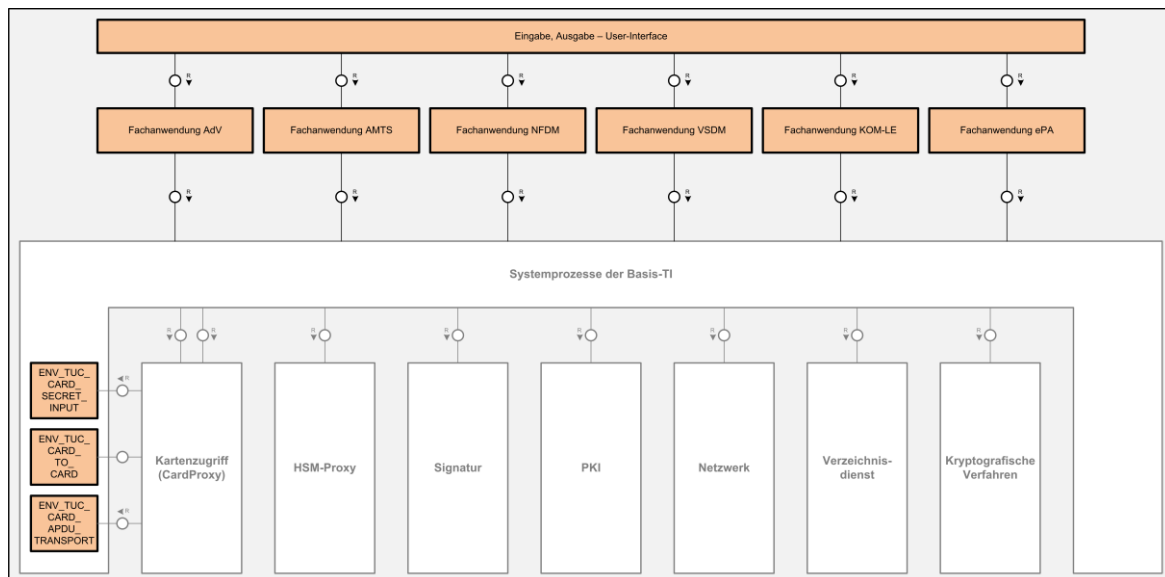 Eingabe, Ausgabe – User-Interface
R
R
R
R
R
R
Fachanwendung AdV
Fachanwendung AMTS
Fachanwendung NFDM
Fachanwendung VSDM
Fachanwendung KOM-LE
Fachanwendung ePA
R
R
R
R
R
R
Systemprozesse der Basis-TI
R
R
R
R
R
R
R
R
ENV_TUC_
CARD_
SECRET_
INPUT
R
ENV_TUC_
CARD_
TO_
CARD
ENV_TUC_
CARD_
APDU_
TRANSPORT
R
Kartenzugriff
(CardProxy)
HSM-Proxy
Signatur
PKI
Netzwerk
Verzeichnis-
dienst
Kryptografische
Verfahren